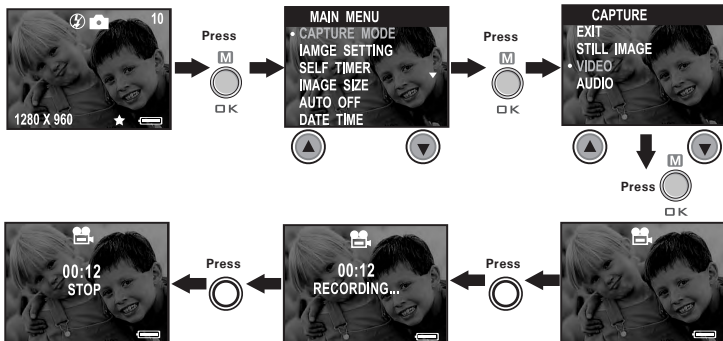 10
1280 X 960
Press
M
OK
MAIN MENU
• CAPTURE MODE
IAMGE SETTING
SELF TIMER
IMAGE SIZE
AUTO OFF
DATE TIME
Press
M
OK
CAPTURE
EXIT
STILL IMAGE
• VIDEO
AUDIO
M
Press
OK
Press
00:12
RECORDING...
Press
00:12
STOP